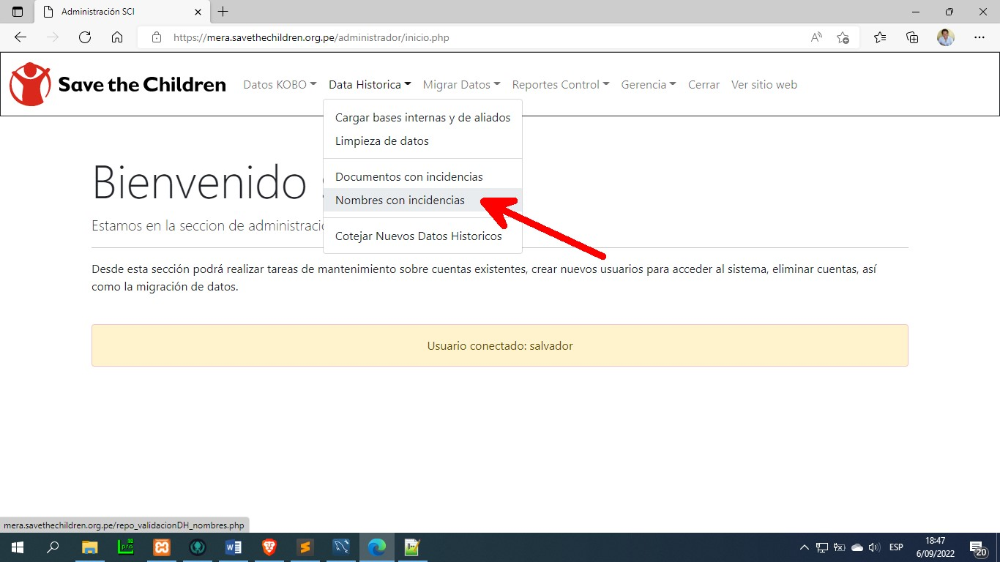 Administración SCI
https://mera.savethechildren.org.pe/administrador/inicio.php
Save the Children Datos KOBO Data Historica Migrar Datos Reportes Control Gerencia Cerrar Ver sitio web
Cargar bases internas y de aliados
Limpieza de datos
Documentos con incidencias
Nombres con incidencias
Cotejar Nuevos Datos Historicos
Bienvenido
Estamos en la seccion de
Desde esta sección podrá realizar tareas de mantenimiento sobre cuentas existentes, crear nuevos usuarios para acceder al sistema, eliminar cuentas, así
como la migración de datos.
Usuario conectado: salvador
mera.savethechildren.org.pe/repo_validacionDH_nombres.php
ESP
18:47
6/09/2022
20